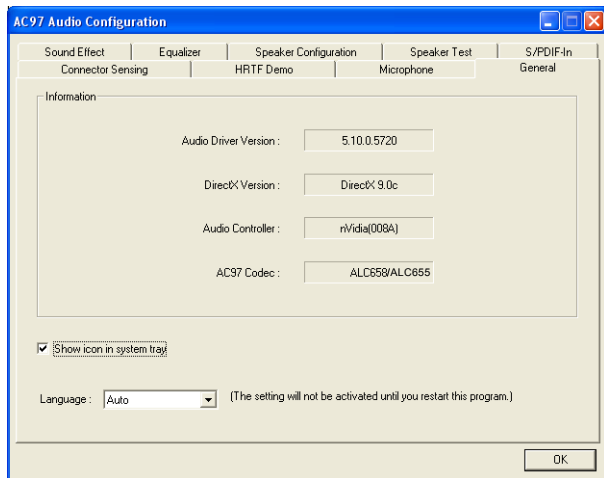 AC97 Audio Configuration
Sound Effect Equalizer Speaker Configuration Speaker Test S/PDIF-In
Connector Sensing HRTF Demo Microphone General
Information
Audio Driver Version : 5.10.0.5720
DirectX Version : DirectX 9.0c
Audio Controller : nVidia(008A)
AC97 Codec : ALC658/ALC655
Show icon in system tray
Language : Auto (The setting will not be activated until you restart this program.)
OK